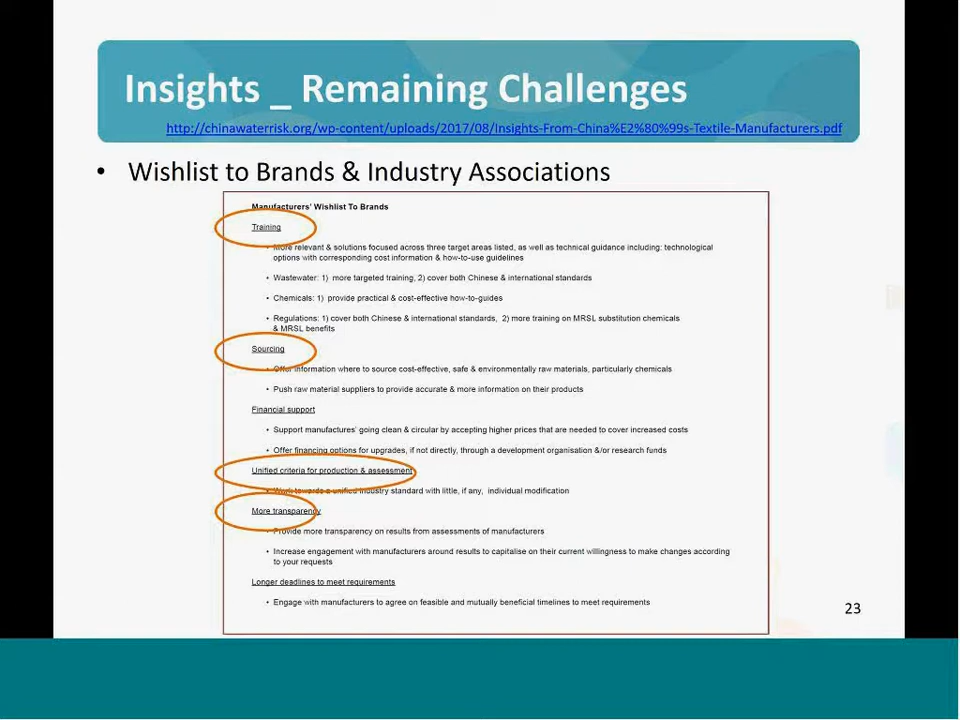 Insights _ Remaining Challenges
http://chinawaterrisk.org/wp-content/uploads/2017/08/Insights-From-China%E2%80%99s-Textile-Manufacturers.pdf
• Wishlist to Brands & Industry Associations
Manufacturers' Wishlist To Brands
Training
• More relevant & solutions focused across three target areas listed, as well as technical guidance including: technological
options with corresponding cost information & how-to-use guidelines
• Wastewater: 1) more targeted training, 2) cover both Chinese & international standards
• Chemicals: 1) provide practical & cost-effective how-to-guides
• Regulations: 1) cover both Chinese & international standards, 2) more training on MRSL substitution chemicals
& MRSL benefits
Sourcing
• Offer information where to source cost-effective, safe & environmentally raw materials, particularly chemicals
• Push raw material suppliers to provide accurate & more information on their products
Financial support
• Support manufactures' going clean & circular by accepting higher prices that are needed to cover increased costs
• Offer financing options for upgrades, if not directly, through a development organisation &/or research funds
Unified criteria for production & assessment
• Work towards a unified industry standard with little, if any, individual modification
More transparency
• Provide more transparency on results from assessments of manufacturers
• Increase engagement with manufacturers around results to capitalise on their current willingness to make changes according
to your requests
Longer deadlines to meet requirements
• Engage with manufacturers to agree on feasible and mutually beneficial timelines to meet requirements
23